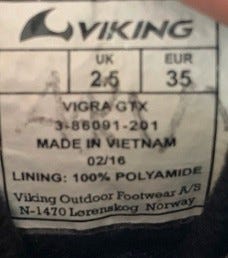 VIKING
UK EUR
2.5 35
VIGRA GTX
3-86091-201
MADE IN VIETNAM
02/16
LINING: 100% POLYAMIDE
Viking Outdoor Footwear A/S
N-1470 Lørenskog Norway